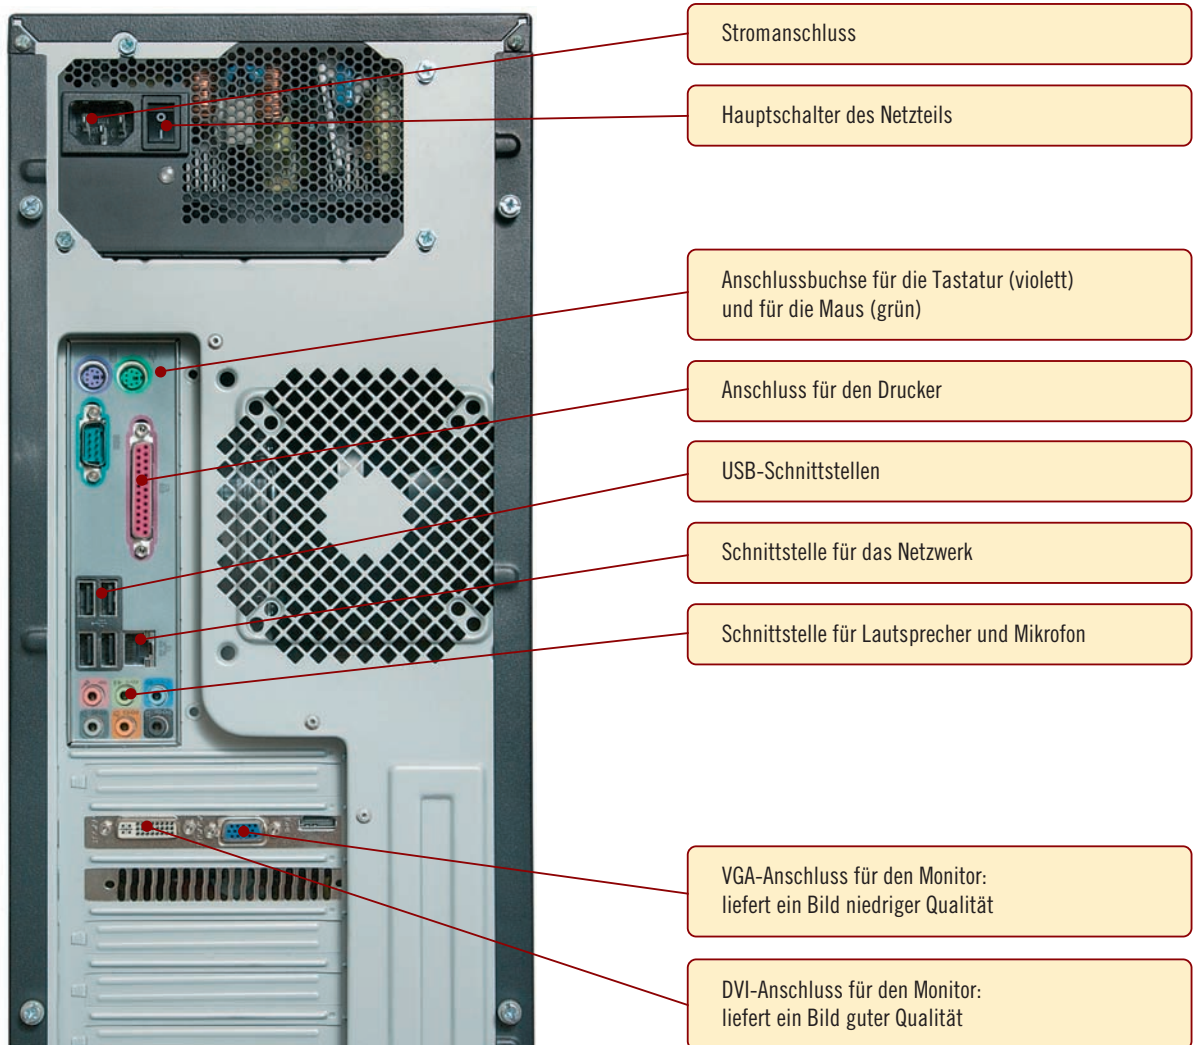 Stromanschluss
Hauptschalter des Netzteils
Anschlussbuchse für die Tastatur (violett)
und für die Maus (grün)
Anschluss für den Drucker
USB-Schnittstellen
Schnittstelle für das Netzwerk
Schnittstelle für Lautsprecher und Mikrofon
VGA-Anschluss für den Monitor:
liefert ein Bild niedriger Qualität
DVI-Anschluss für den Monitor:
liefert ein Bild guter Qualität